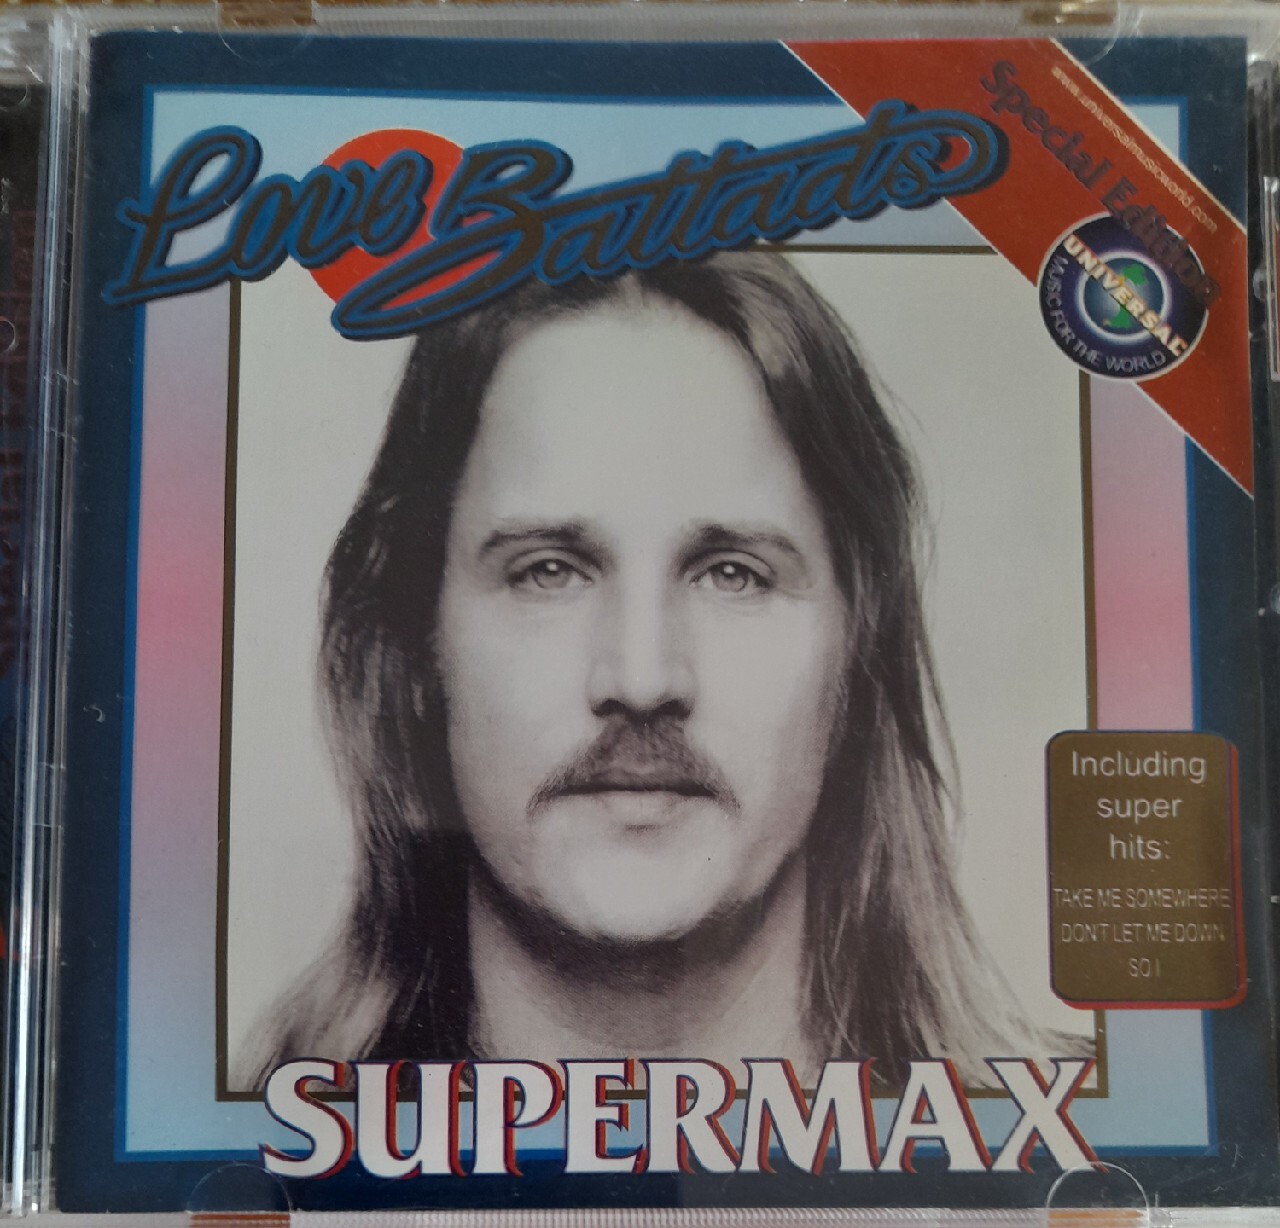 www.universalmusicworld.com
Special Edition
Love Ballads
UNIVERSAL
MUSIC FOR THE WORLD
Including
super
hits:
TAKE ME SOMEWHERE
DON'T LET ME DOWN
SO I
SUPERMAX